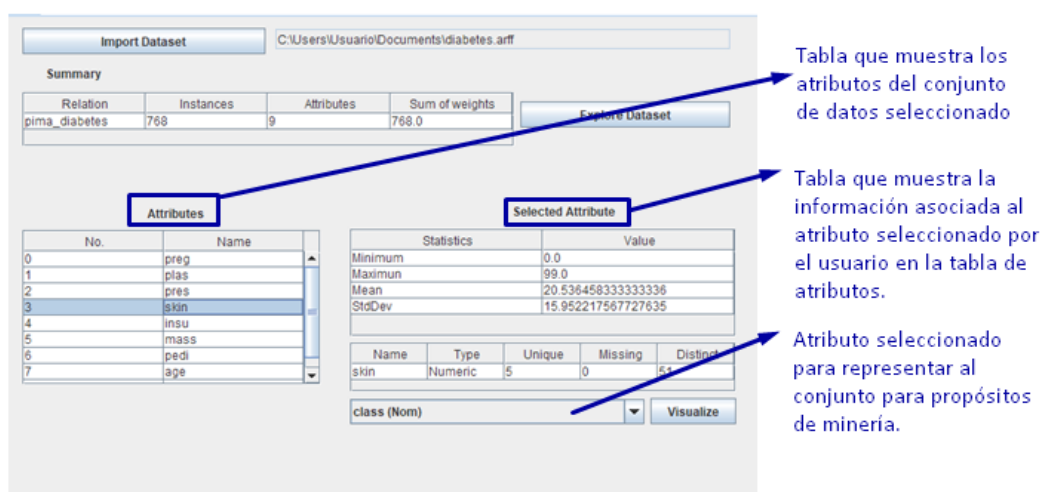 Import Dataset
C:\Users\Usuario\Documents\diabetes.arff
Summary
Relation Instances Attributes Sum of weights
pima_diabetes 768 9 768.0
Explore Dataset
Tabla que muestra los
atributos del conjunto
de datos seleccionado
Attributes
No. Name
0 preg
1 plas
2 pres
3 skin
4 insu
5 mass
6 pedi
7 age
Selected Attribute
Statistics Value
Minimum 0.0
Maximun 99.0
Mean 20.536458333333336
StdDev 15.952217567727635
Name Type Unique Missing Distinct
skin Numeric 5 0 51
class (Nom)
Visualize
Tabla que muestra la
información asociada al
atributo seleccionado por
el usuario en la tabla de
atributos.
Atributo seleccionado
para representar al
conjunto para propósitos
de minería.